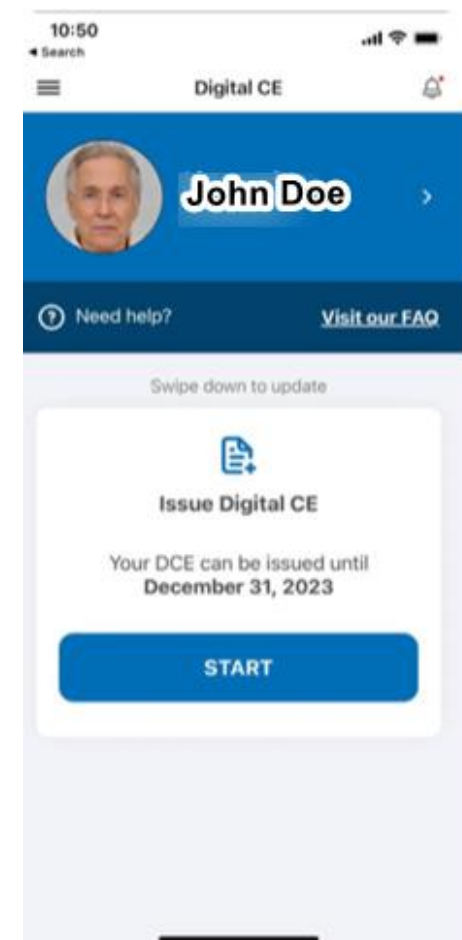 10:50
◄ Search
Digital CE
John Doe
Need help? Visit our FAQ
Swipe down to update
Issue Digital CE
Your DCE can be issued until
December 31, 2023
START